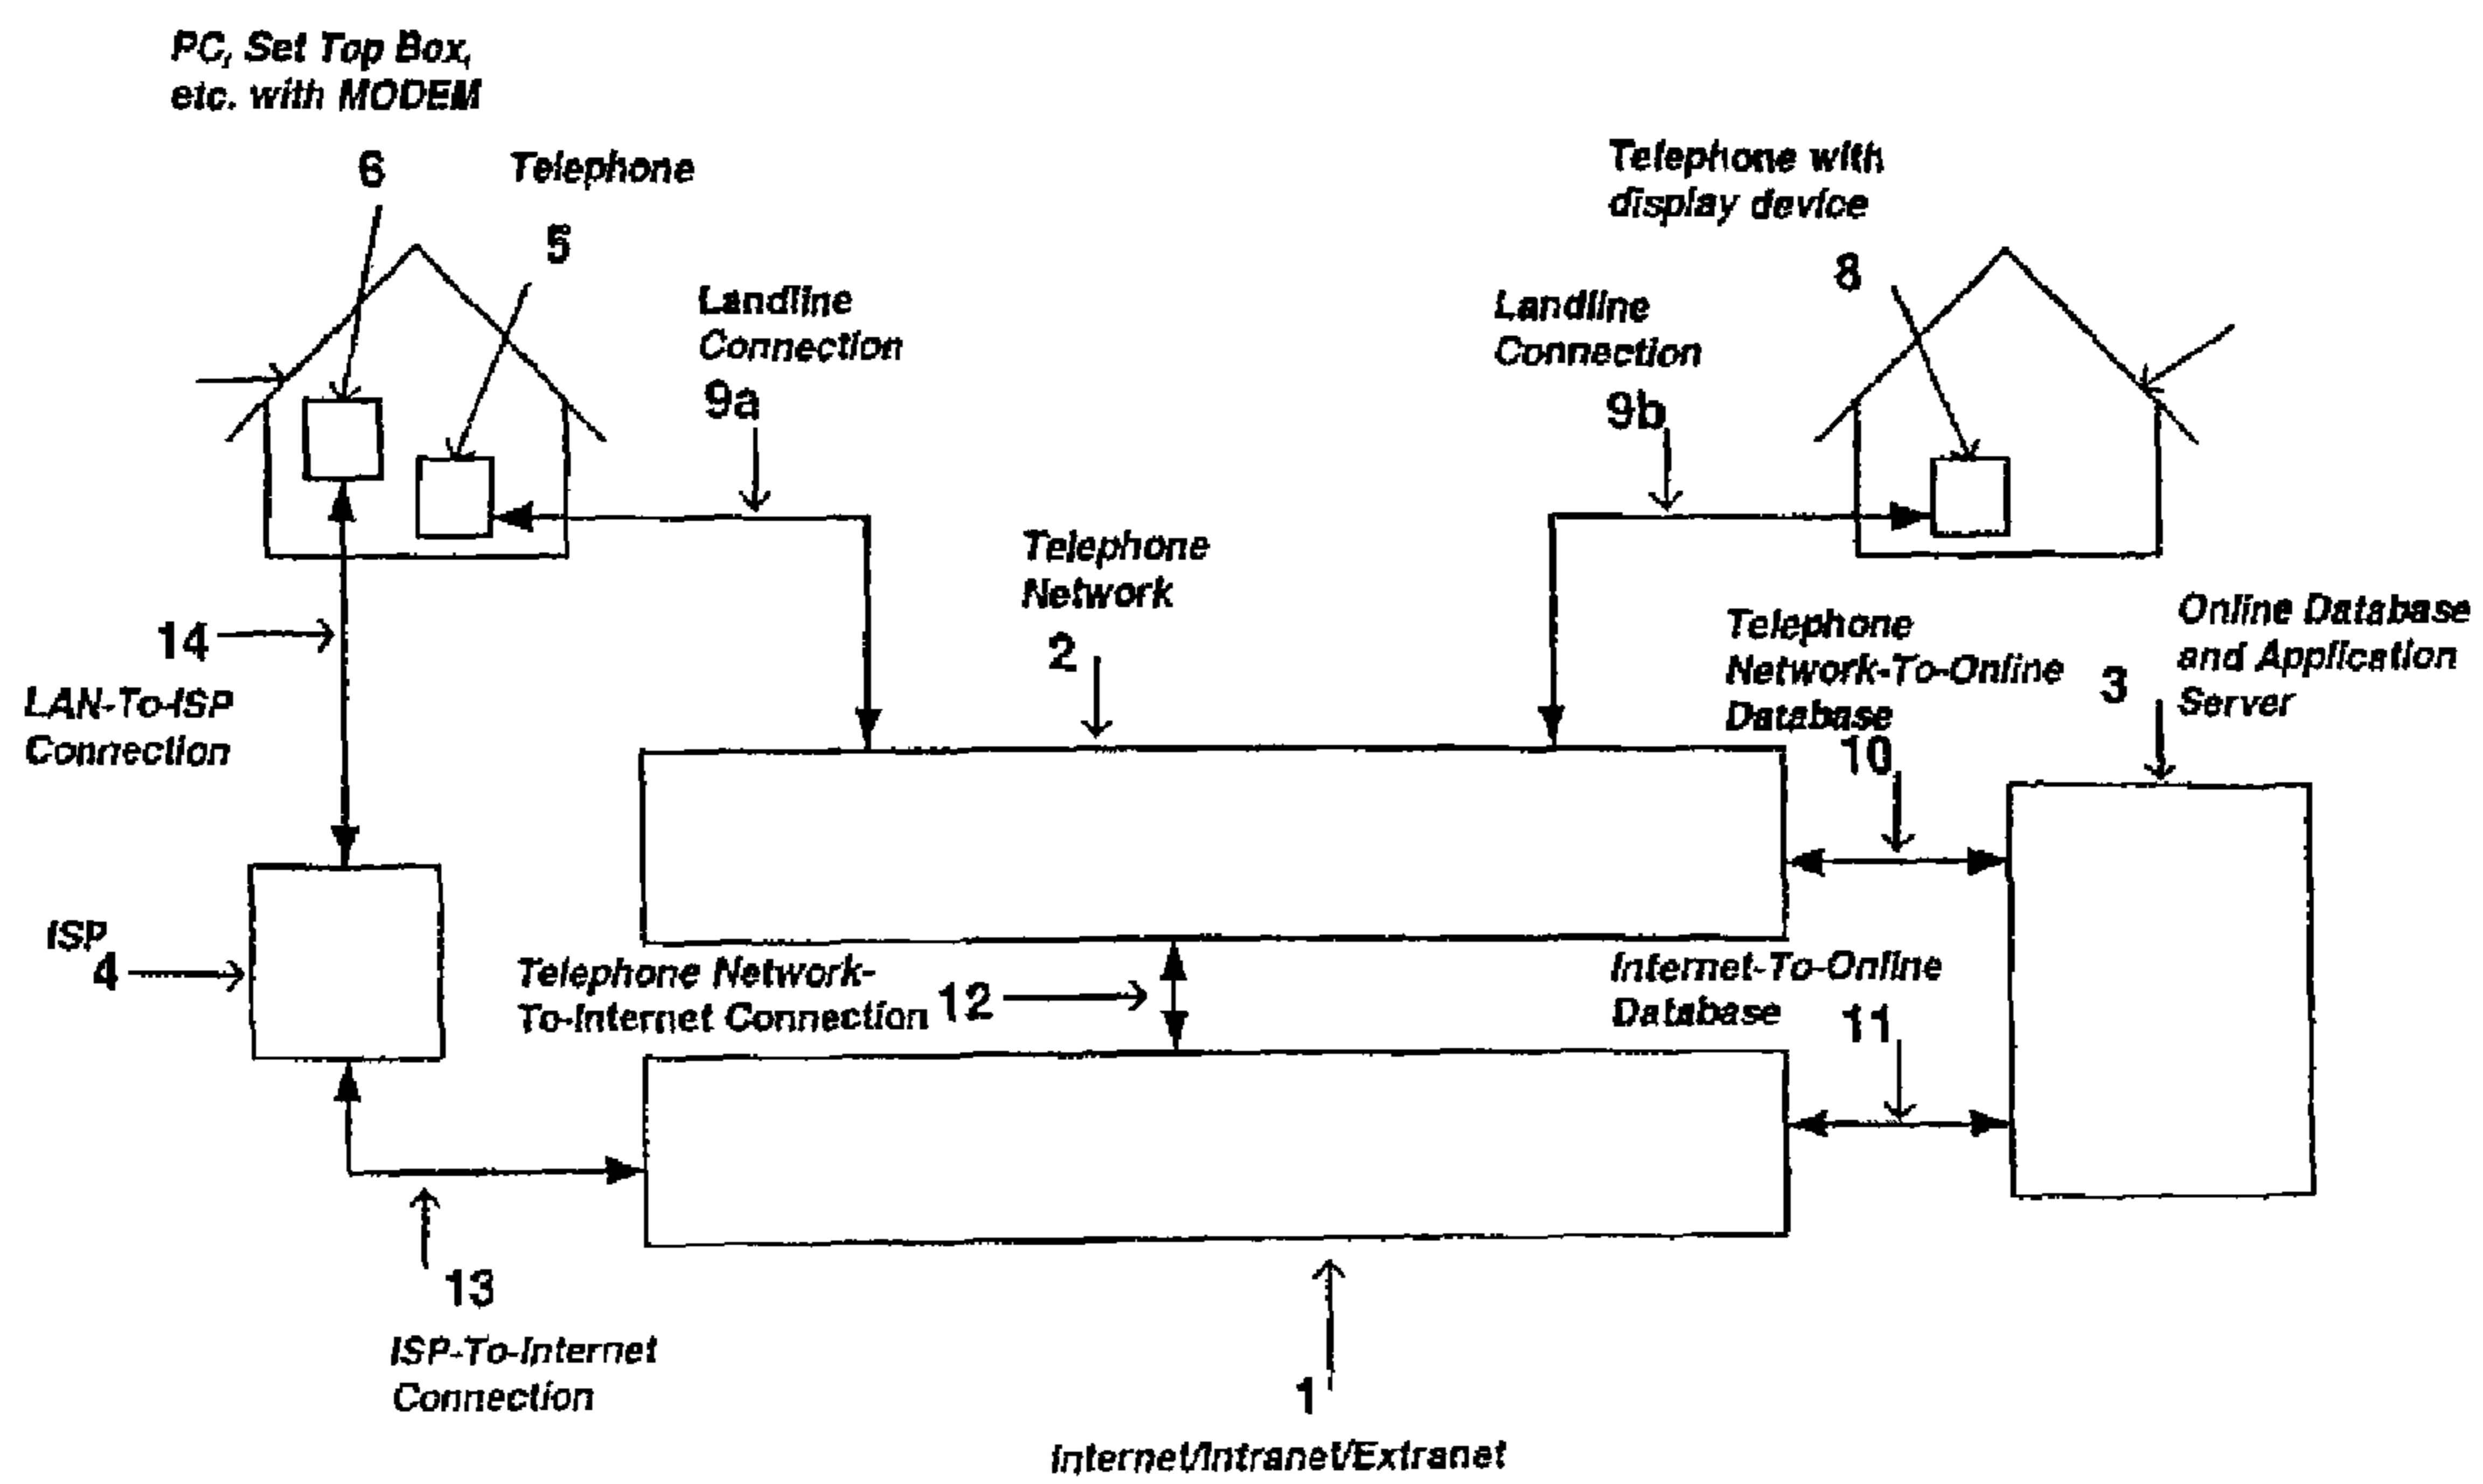 PC, Set Top Box,
etc. with MODEM
6
Telephone
5
Landline
Connection
9a
Telephone with
display device
8
Landline
Connection
9b
Telephone
Network
2
Telephone
Network-To-Online
Database
10
Online Database
and Application
Server
3
14
LAN-To-ISP
Connection
ISP
4
Telephone Network-
To-Internet Connection 12
Internet-To-Online
Database
11
13
ISP-To-Internet
Connection
1
Internet/Intranet/Extranet